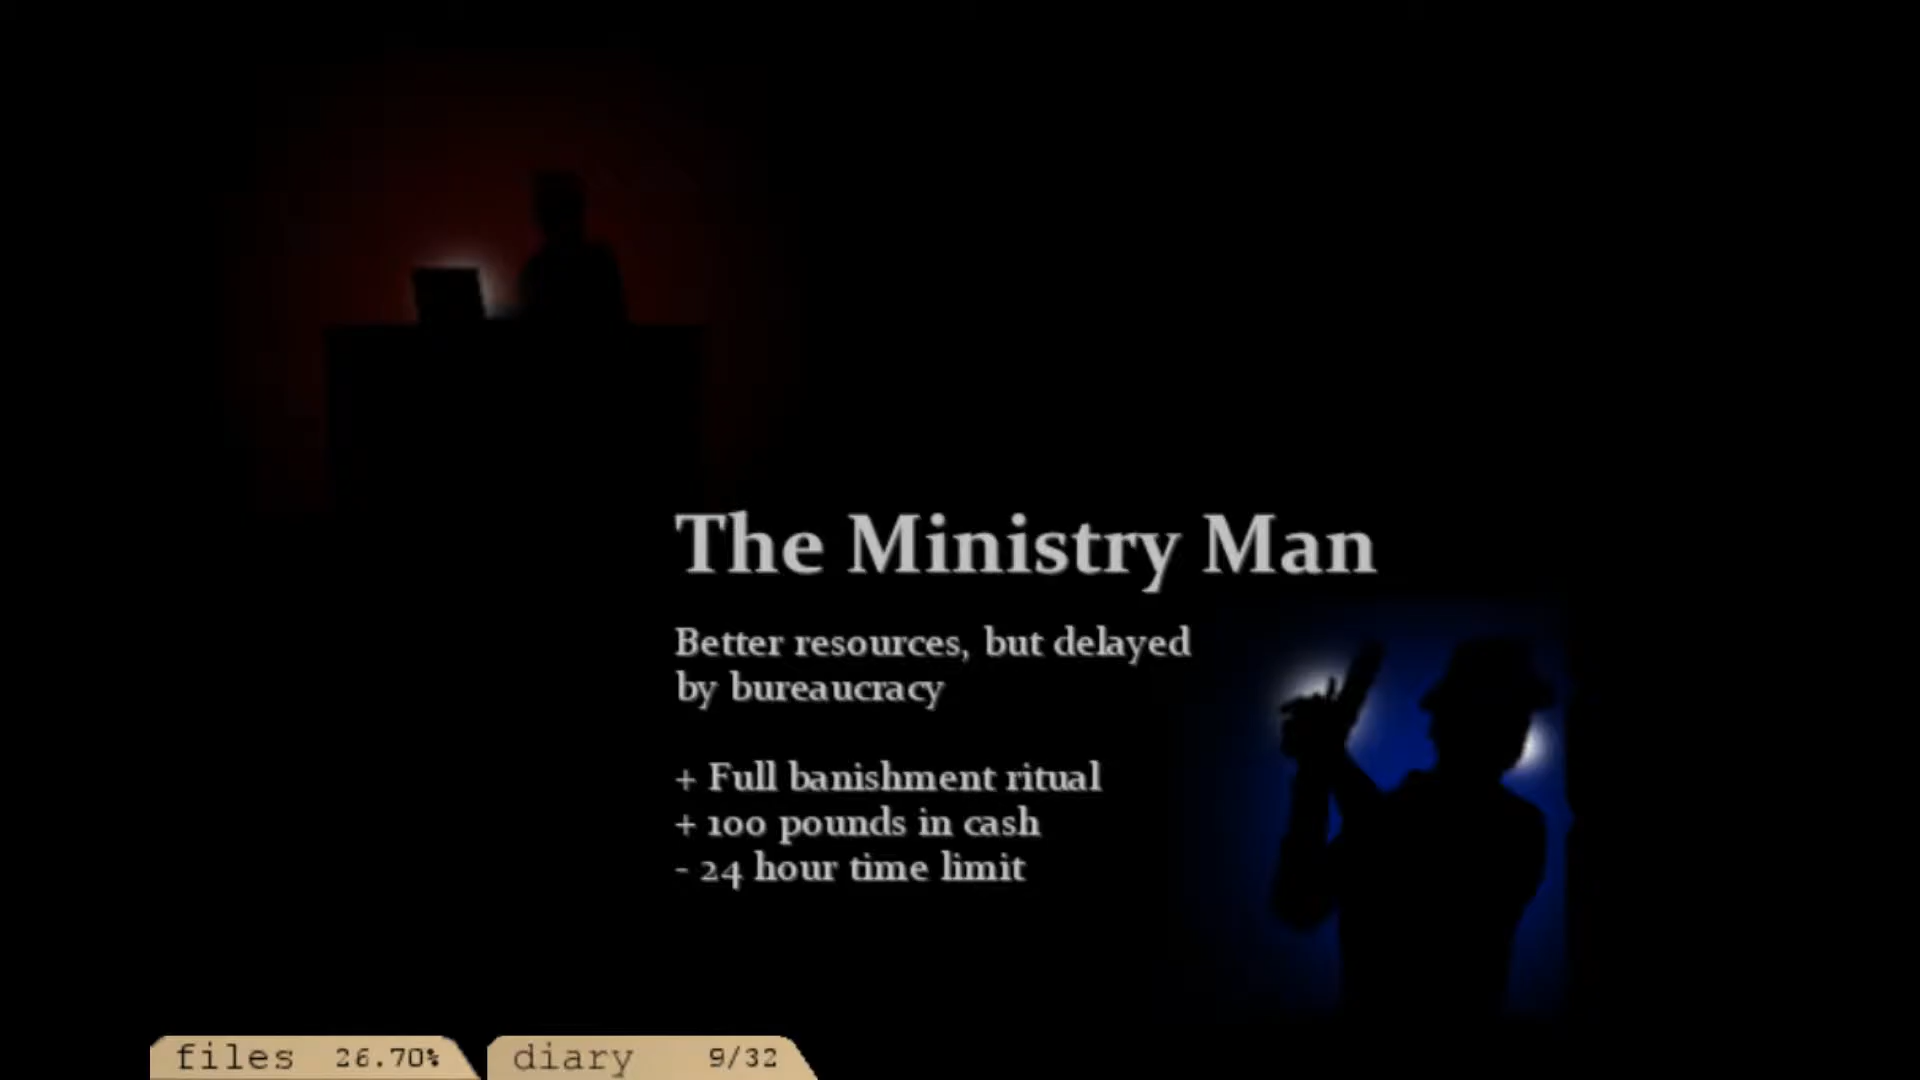 The Ministry Man
Better resources, but delayed
by bureaucracy
+ Full banishment ritual
+ 100 pounds in cash
- 24 hour time limit
files 26.70%
diary 9/32